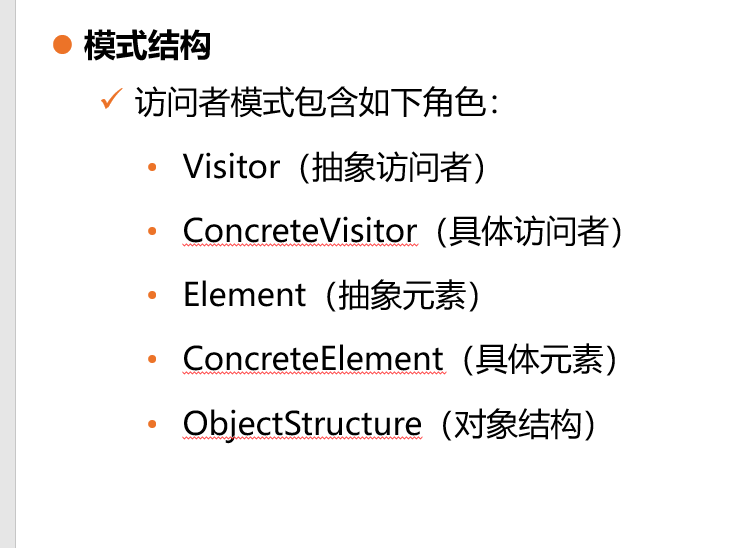 模式结构
访问者模式包含如下角色：
Visitor（抽象访问者）
ConcreteVisitor（具体访问者）
Element（抽象元素）
ConcreteElement（具体元素）
ObjectStructure（对象结构）